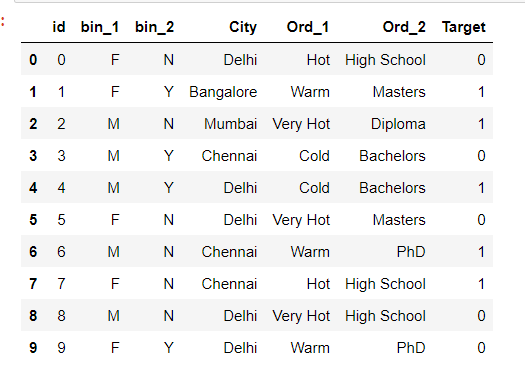 id bin_1 bin_2 City Ord_1 Ord_2 Target
0 0 F N Delhi Hot High School 0
1 1 F Y Bangalore Warm Masters 1
2 2 M N Mumbai Very Hot Diploma 1
3 3 M Y Chennai Cold Bachelors 0
4 4 M Y Delhi Cold Bachelors 1
5 5 F N Delhi Very Hot Masters 0
6 6 M N Chennai Warm PhD 1
7 7 F N Chennai Hot High School 1
8 8 M N Delhi Very Hot High School 0
9 9 F Y Delhi Warm PhD 0